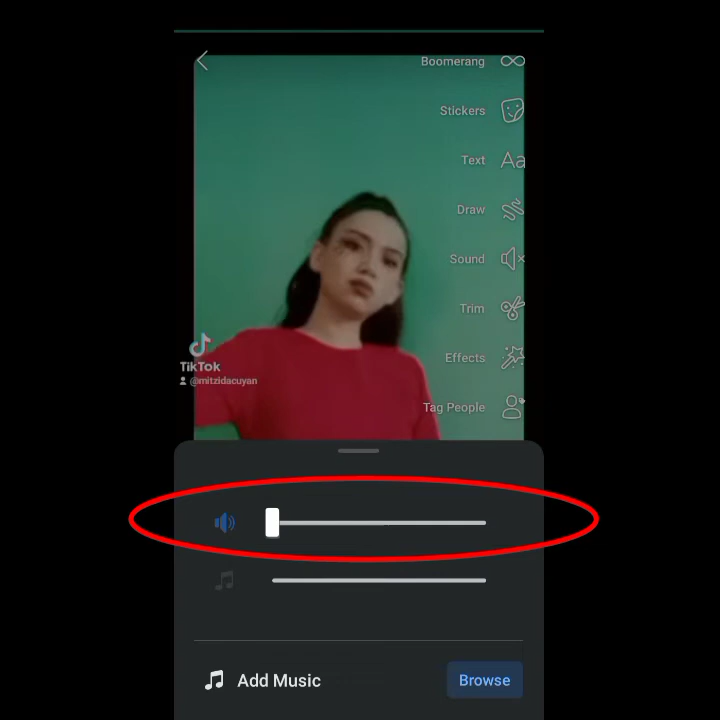 Boomerang
Stickers
Text
Aa
Draw
Sound
Trim
Effects
TikTok
@mitzidacuyan
Tag People
Add Music
Browse